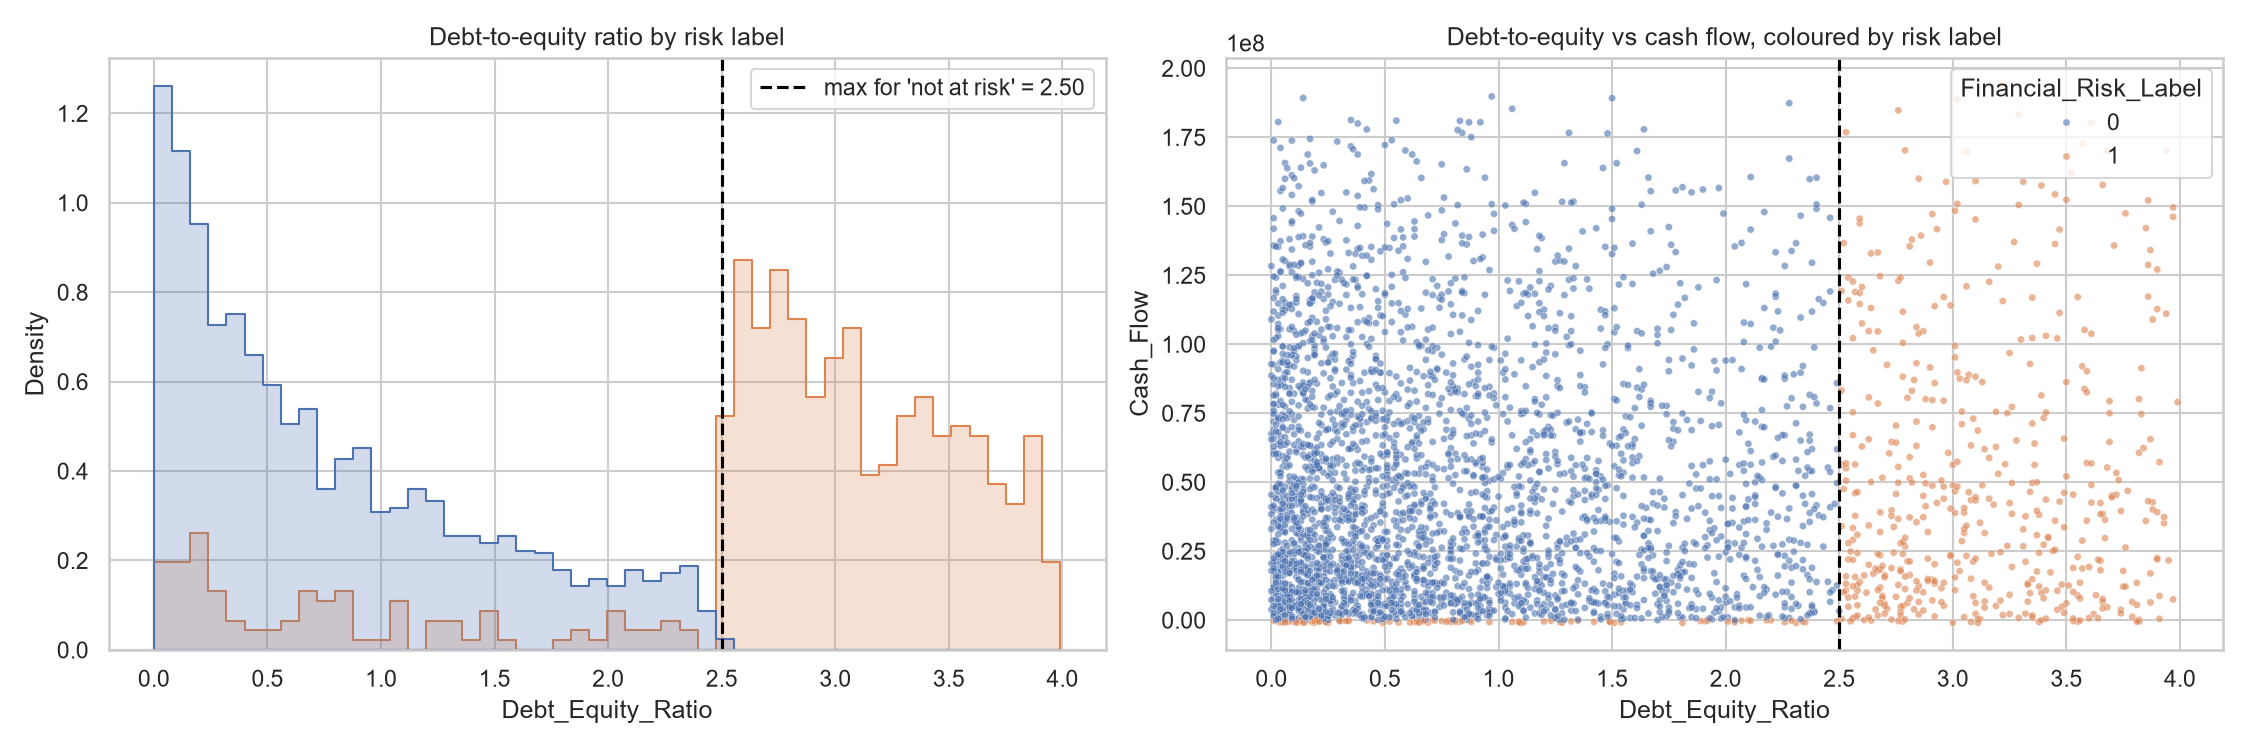 Debt-to-equity ratio by risk label
max for 'not at risk' = 2.50
Density
1.2
1.0
0.8
0.6
0.4
0.2
0.0
0.0 0.5 1.0 1.5 2.0 2.5 3.0 3.5 4.0
Debt_Equity_Ratio
Debt-to-equity vs cash flow, coloured by risk label
1e8
Financial_Risk_Label
0
1
Cash_Flow
2.00
1.75
1.50
1.25
1.00
0.75
0.50
0.25
0.00
0.0 0.5 1.0 1.5 2.0 2.5 3.0 3.5 4.0
Debt_Equity_Ratio